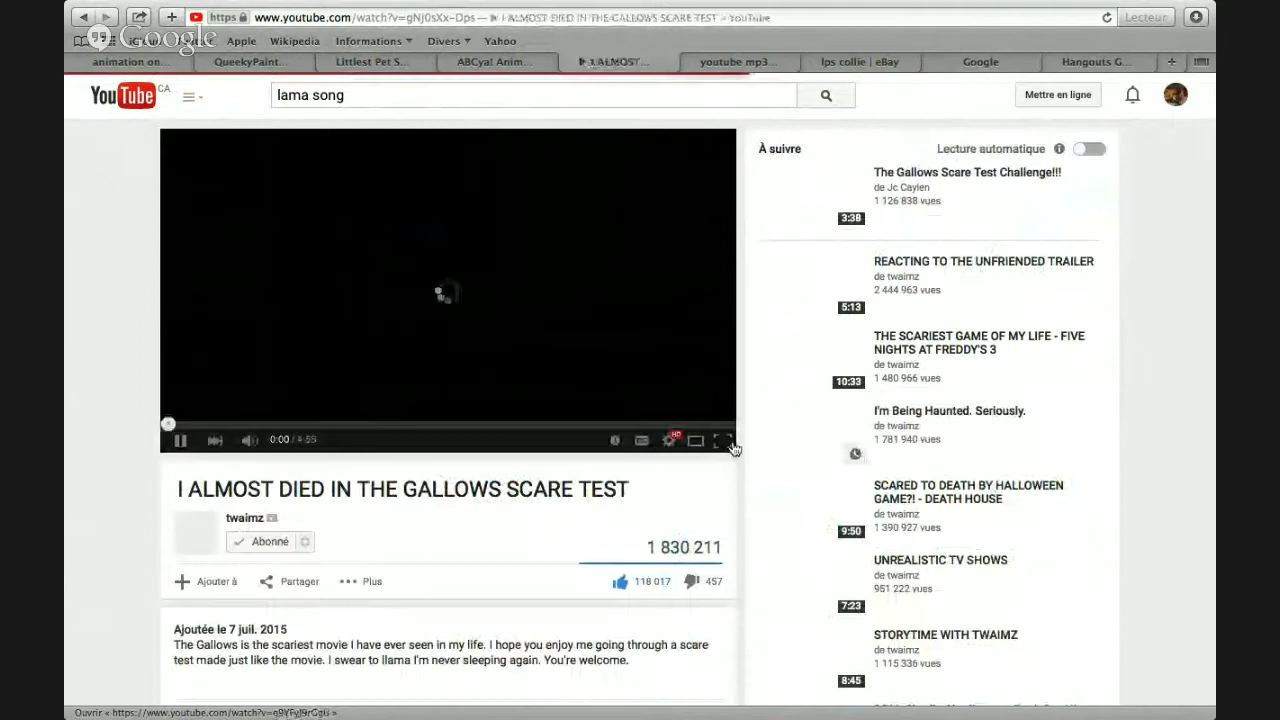 https www.youtube.com/watch?v=gNj0sXx-Dps — I ALMOST DIED IN THE GALLOWS SCARE TEST - YouTube
Lecteur
Google
Apple Wikipedia Informations Divers Yahoo
animation on... QueekyPaint... Littlest Pet S... ABCya! Anim... I ALMOST... youtube mp3... lps collie | eBay Google Hangouts G...
YouTube CA
lama song
Mettre en ligne
À suivre
Lecture automatique
The Gallows Scare Test Challenge!!!
de Jc Caylen
1 126 838 vues
3:38
REACTING TO THE UNFRIENDED TRAILER
de twaimz
2 444 963 vues
5:13
THE SCARIEST GAME OF MY LIFE - FIVE
NIGHTS AT FREDDY'S 3
de twaimz
1 480 966 vues
10:33
I'm Being Haunted. Seriously.
de twaimz
1 781 940 vues
SCARED TO DEATH BY HALLOWEEN
GAME?! - DEATH HOUSE
de twaimz
1 390 927 vues
9:50
UNREALISTIC TV SHOWS
de twaimz
951 222 vues
7:23
STORYTIME WITH TWAIMZ
de twaimz
1 115 336 vues
8:45
0:00 / 4:55
HD
I ALMOST DIED IN THE GALLOWS SCARE TEST
twaimz
Abonné
1 830 211
Ajouter à Partager Plus
118 017 457
Ajoutée le 7 juil. 2015
The Gallows is the scariest movie I have ever seen in my life. I hope you enjoy me going through a scare
test made just like the movie. I swear to llama I'm never sleeping again. You're welcome.
Ouvrir « https://www.youtube.com/watch?v=